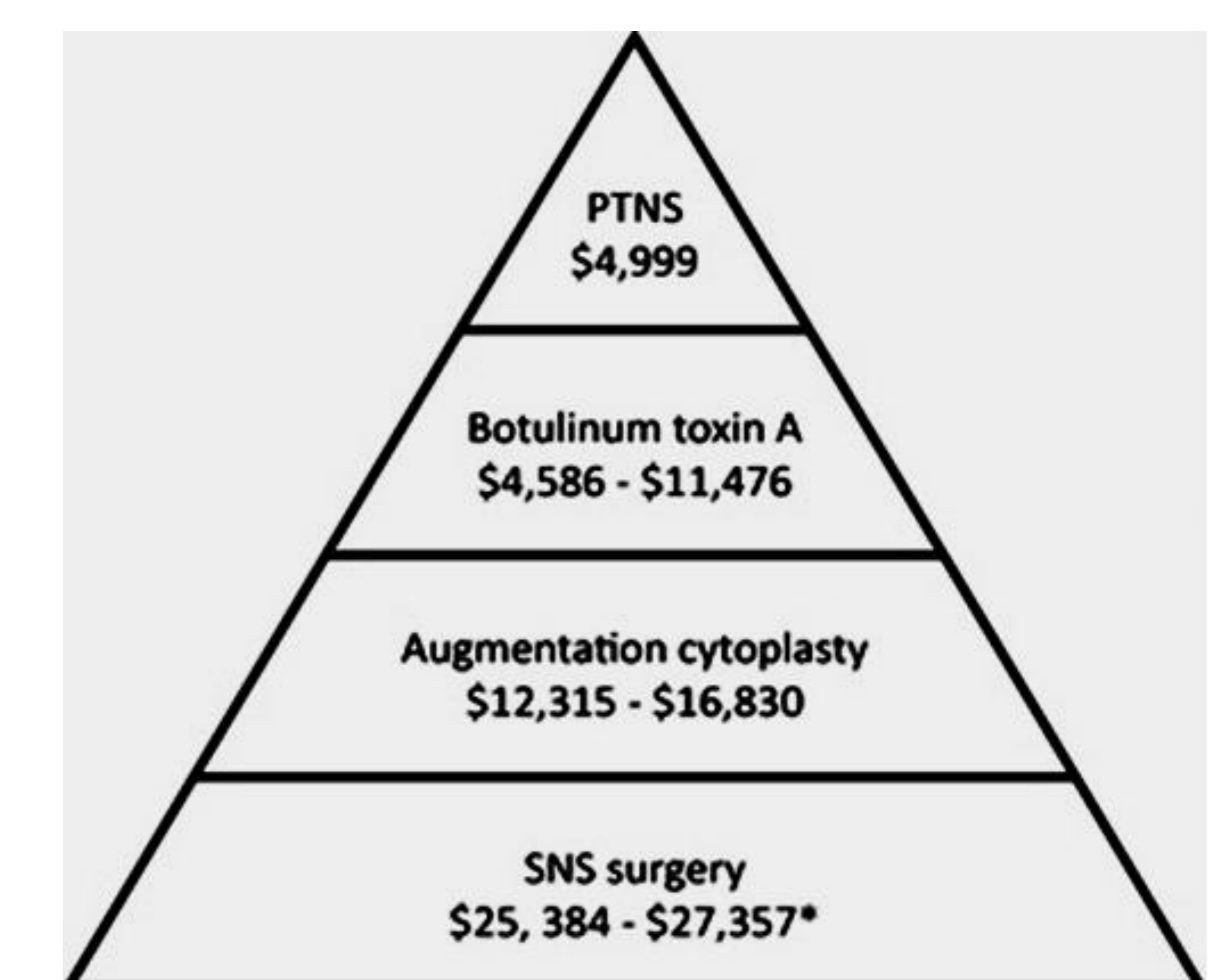 PTNS
$4,999
Botulinum toxin A
$4,586 - $11,476
Augmentation cytoplasty
$12,315 - $16,830
SNS surgery
$25, 384 - $27,357*